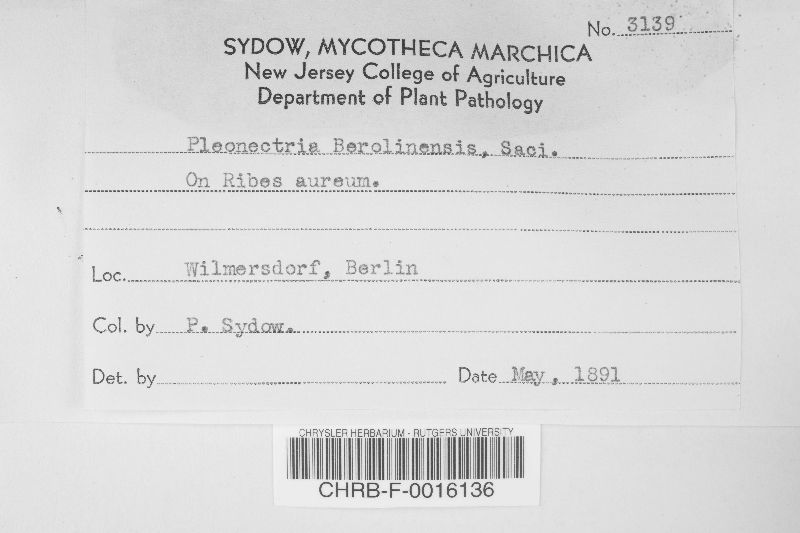 No. 3139
SYDOW, MYCOTHECA MARCHICA
New Jersey College of Agriculture
Department of Plant Pathology
Pleonectria Berolinensis, Saci.
On Ribes aureum.
Loc. Wilmersdorf, Berlin
Col. by P. Sydow.
Det. by Date May, 1891
CHRYSLER HERBARIUM - RUTGERS UNIVERSITY
CHRB-F-0016136